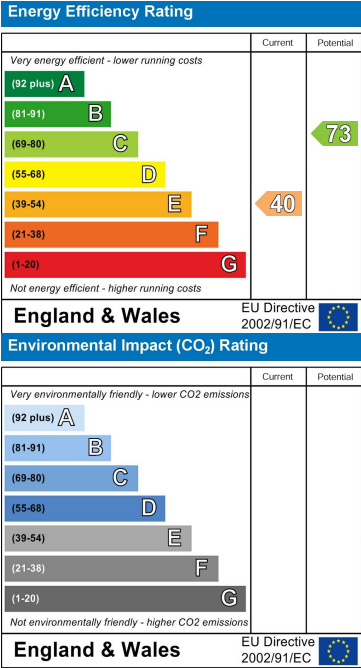 Energy Efficiency Rating
Current Potential
Very energy efficient - lower running costs
(92 plus) A
(81-91) B
(69-80) C
73
(55-68) D
(39-54) E
40
(21-38) F
(1-20) G
Not energy efficient - higher running costs
England & Wales
EU Directive
2002/91/EC
Environmental Impact (CO₂) Rating
Current Potential
Very environmentally friendly - lower CO2 emissions
(92 plus) A
(81-91) B
(69-80) C
(55-68) D
(39-54) E
(21-38) F
(1-20) G
Not environmentally friendly - higher CO2 emissions
England & Wales
EU Directive
2002/91/EC